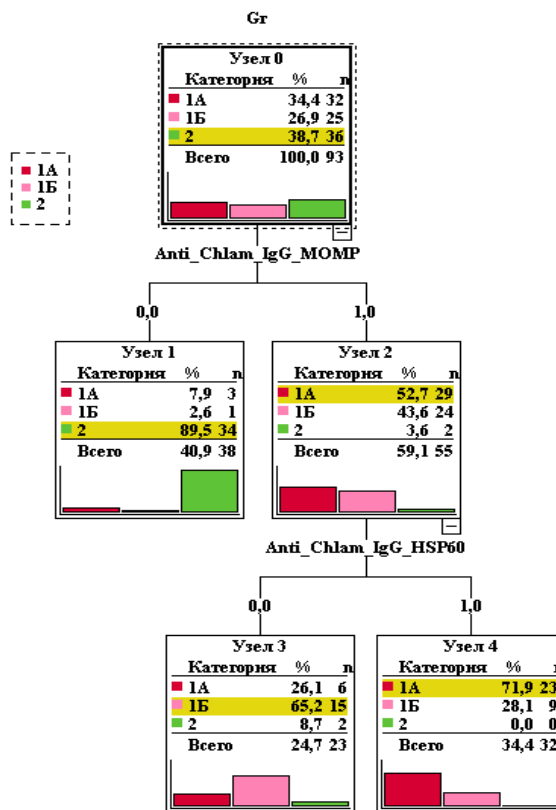 Gr
Узел 0
Категория % n
1А 34,4 32
1Б 26,9 25
2 38,7 36
Всего 100,0 93
1А
1Б
2
Anti_Chlam_IgG_MOMP
0,0 1,0
Узел 1
Категория % n
1А 7,9 3
1Б 2,6 1
2 89,5 34
Всего 40,9 38
Узел 2
Категория % n
1А 52,7 29
1Б 43,6 24
2 3,6 2
Всего 59,1 55
Anti_Chlam_IgG_HSP60
0,0 1,0
Узел 3
Категория % n
1А 26,1 6
1Б 65,2 15
2 8,7 2
Всего 24,7 23
Узел 4
Категория % n
1А 71,9 23
1Б 28,1 9
2 0,0 0
Всего 34,4 32